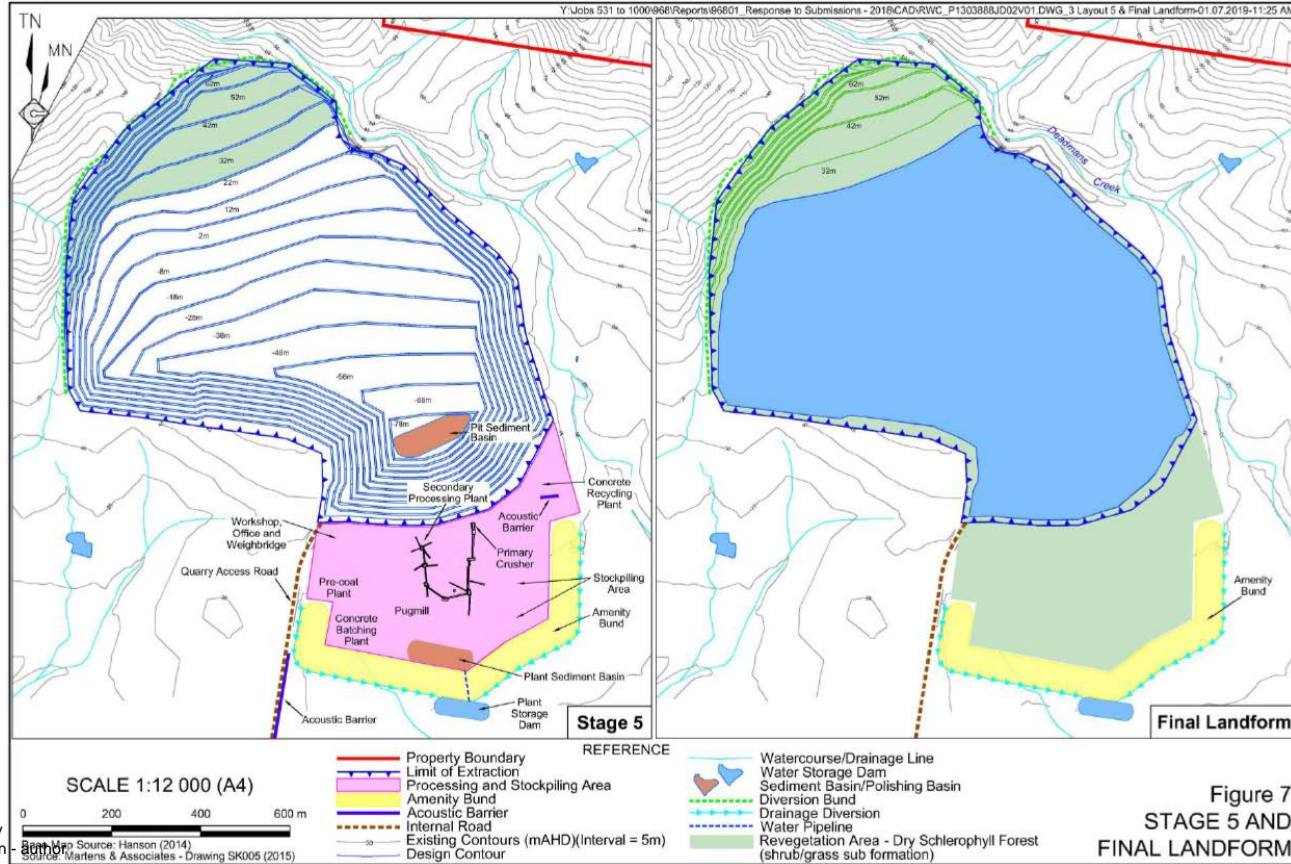 Y:\Jobs 531 to 1000\968\Reports\96801_Response to Submissions - 2018\CAD\RWC_P1303888JD02V01.DWG_3 Layout 5 & Final Landform-01.07.2019-11:25 AM
TN
MN
62m
52m
42m
32m
22m
12m
2m
-8m
-18m
-28m
-38m
-48m
-58m
-68m
-78m
Pit Sediment
Basin
Secondary
Processing Plant
Concrete
Recycling
Plant
Acoustic
Barrier
Workshop,
Office and
Weighbridge
Primary
Crusher
Quarry Access Road
Pre-coat
Plant
Stockpiling
Area
Pugmill
Concrete
Batching
Plant
Amenity
Bund
Plant Sediment Basin
Plant
Storage
Dam
Acoustic Barrier
Stage 5
62m
52m
42m
32m
Deadmans
Creek
Amenity
Bund
Final Landform
REFERENCE
SCALE 1:12 000 (A4)
0 200 400 600 m
Base Map Source: Hanson (2014)
Source: Martens & Associates - Drawing SK005 (2015)
n - author
Property Boundary
Limit of Extraction
Processing and Stockpiling Area
Amenity Bund
Acoustic Barrier
Internal Road
50 Existing Contours (mAHD)(Interval = 5m)
Design Contour
Watercourse/Drainage Line
Water Storage Dam
Sediment Basin/Polishing Basin
Diversion Bund
Drainage Diversion
Water Pipeline
Revegetation Area - Dry Schlerophyll Forest
(shrub/grass sub formation)
Figure 7
STAGE 5 AND
FINAL LANDFORM